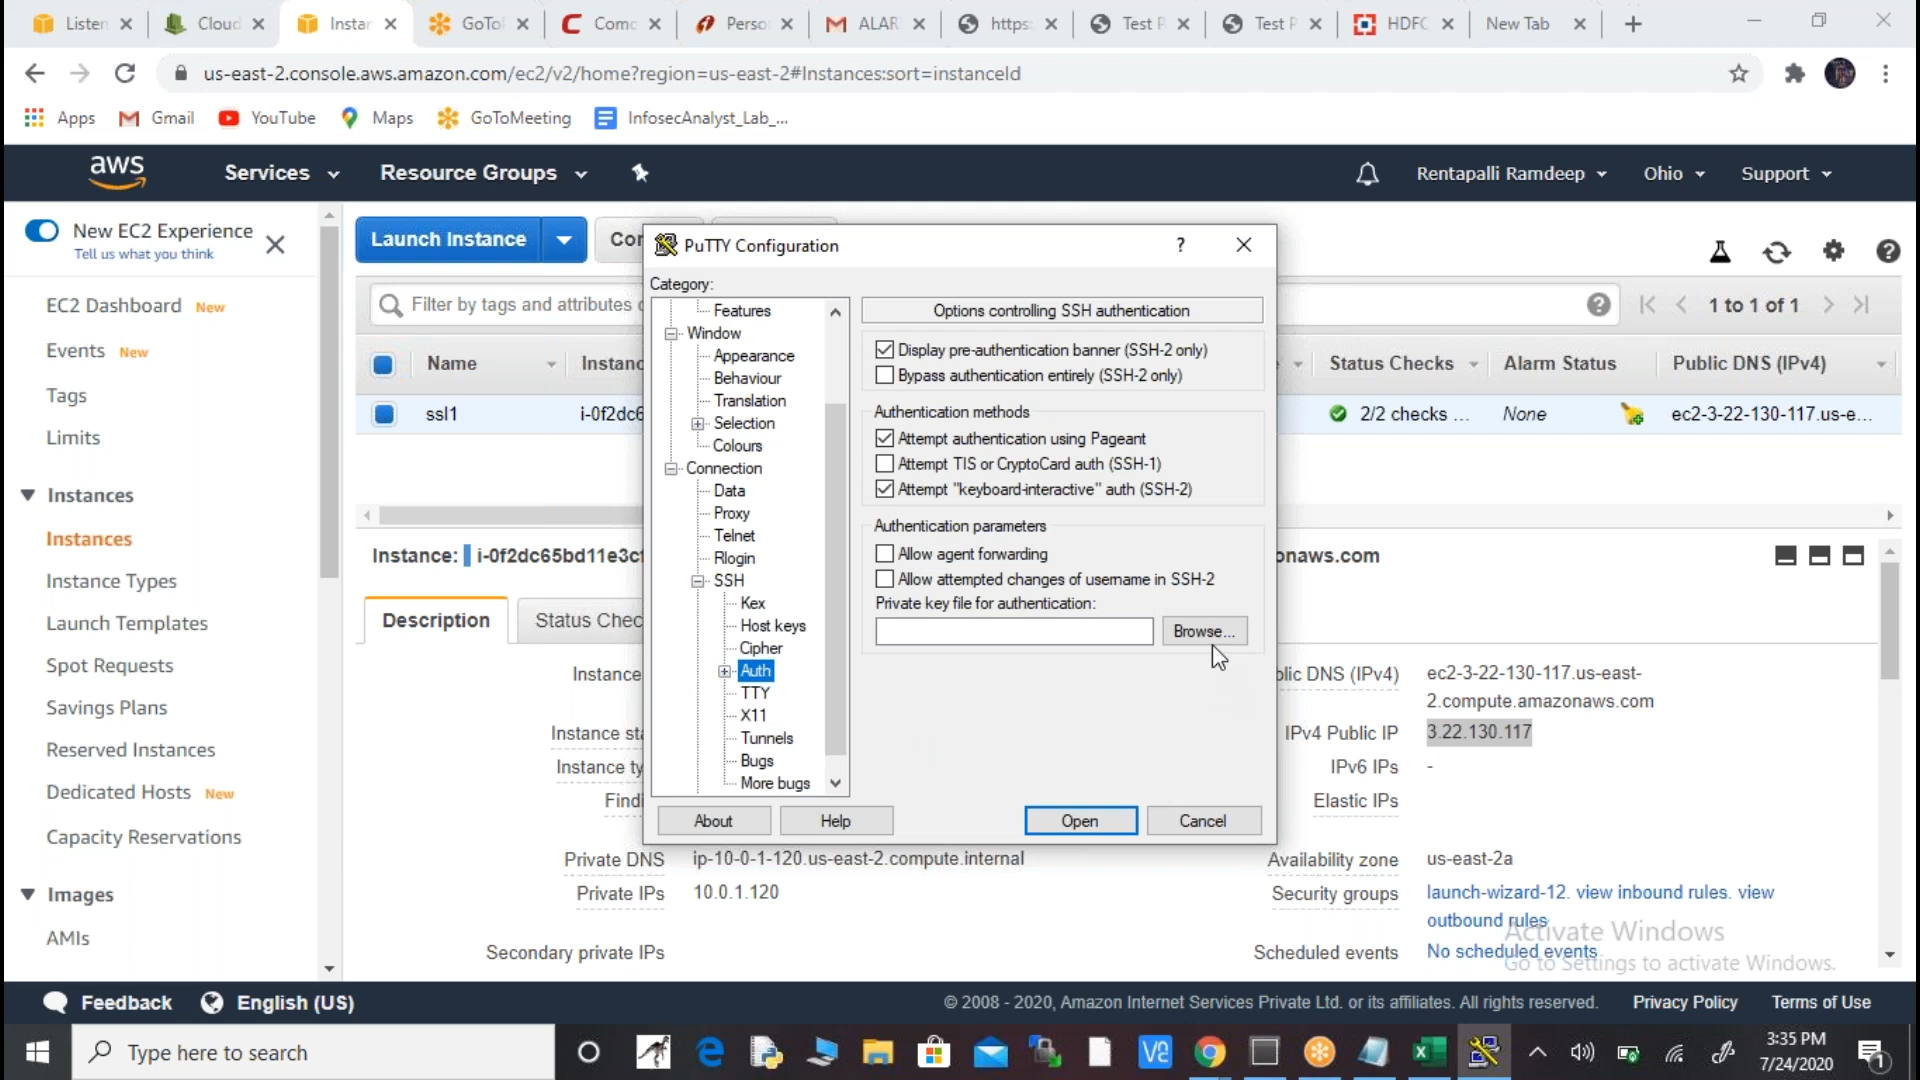 Listen
Cloud
Instar
GoTo
Comc
Perso
ALAR
https:
Test P
Test P
HDFC
New Tab
us-east-2.console.aws.amazon.com/ec2/v2/home?region=us-east-2#Instances:sort=instanceId
Apps
Gmail
YouTube
Maps
GoToMeeting
InfosecAnalyst_Lab_...
aws
Services
Resource Groups
Rentapalli Ramdeep
Ohio
Support
New EC2 Experience
Tell us what you think
EC2 Dashboard New
Events New
Tags
Limits
Instances
Instances
Instance Types
Launch Templates
Spot Requests
Savings Plans
Reserved Instances
Dedicated Hosts New
Capacity Reservations
Images
AMIs
Launch Instance
Con
Filter by tags and attributes
1 to 1 of 1
Name
Instanc
Status Checks
Alarm Status
Public DNS (IPv4)
ssl1
i-0f2dc6
2/2 checks ...
None
ec2-3-22-130-117.us-e...
Instance: i-0f2dc65bd11e3c
onaws.com
Description
Status Chec
PuTTY Configuration
?
Category:
Features
Window
Appearance
Behaviour
Translation
Selection
Colours
Connection
Data
Proxy
Telnet
Rlogin
SSH
Kex
Host keys
Cipher
Auth
TTY
X11
Tunnels
Bugs
More bugs
Options controlling SSH authentication
Display pre-authentication banner (SSH-2 only)
Bypass authentication entirely (SSH-2 only)
Authentication methods
Attempt authentication using Pageant
Attempt TIS or CryptoCard auth (SSH-1)
Attempt "keyboard-interactive" auth (SSH-2)
Authentication parameters
Allow agent forwarding
Allow attempted changes of username in SSH-2
Private key file for authentication:
Browse...
About
Help
Open
Cancel
Instance
Instance sta
Instance ty
Findi
Private DNS ip-10-0-1-120.us-east-2.compute.internal
Private IPs 10.0.1.120
Secondary private IPs
blic DNS (IPv4) ec2-3-22-130-117.us-east-
2.compute.amazonaws.com
IPv4 Public IP 3.22.130.117
IPv6 IPs -
Elastic IPs
Availability zone us-east-2a
Security groups launch-wizard-12. view inbound rules. view
outbound rules
Scheduled events No scheduled events
Activate Windows
Go to Settings to activate Windows.
Feedback
English (US)
© 2008 - 2020, Amazon Internet Services Private Ltd. or its affiliates. All rights reserved.
Privacy Policy
Terms of Use
Type here to search
3:35 PM
7/24/2020
1